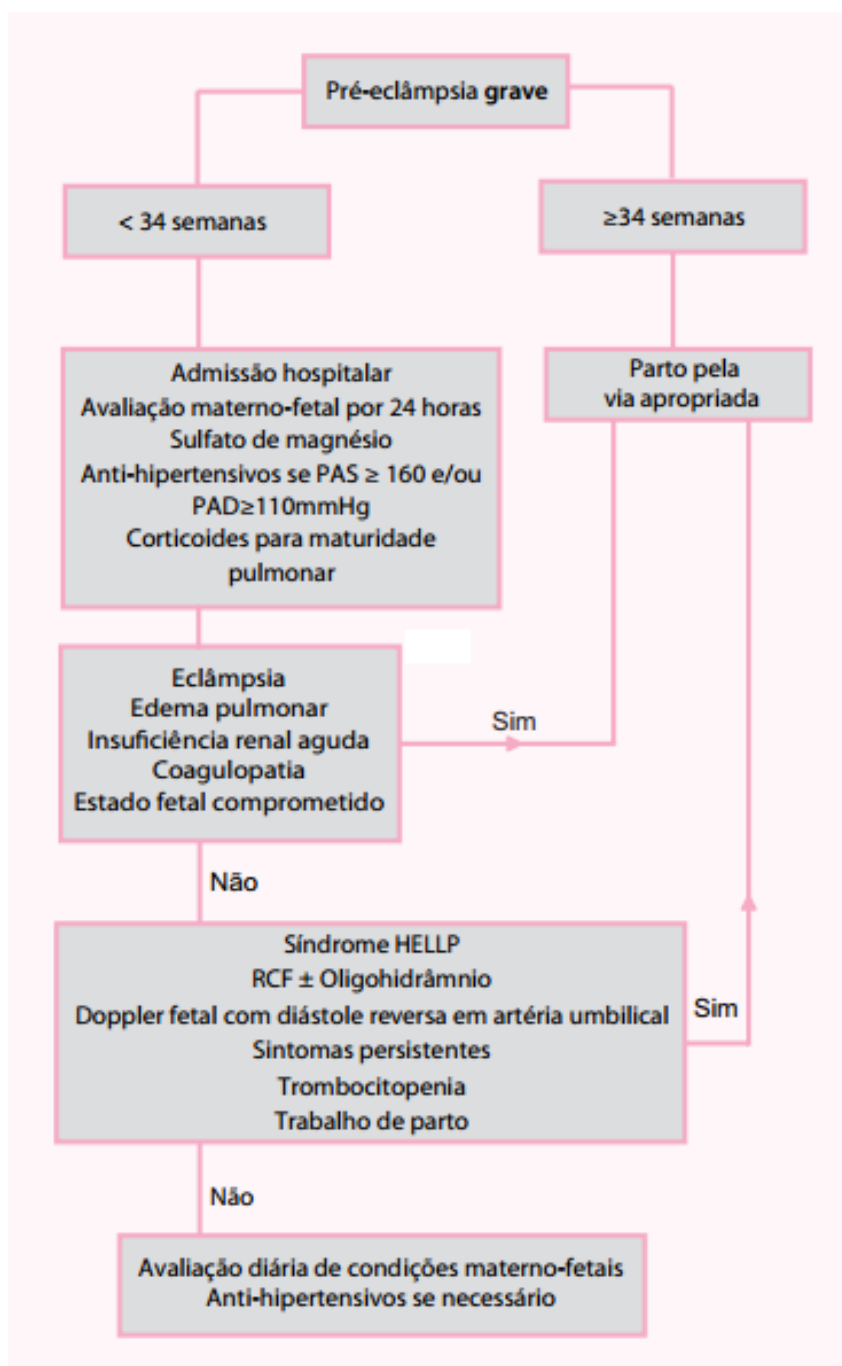 Pré-eclâmpsia grave
< 34 semanas
≥34 semanas
Admissão hospitalar
Avaliação materno-fetal por 24 horas
Sulfato de magnésio
Anti-hipertensivos se PAS ≥ 160 e/ou
PAD≥110mmHg
Corticoides para maturidade
pulmonar
Parto pela
via apropriada
Eclâmpsia
Edema pulmonar
Insuficiência renal aguda
Coagulopatia
Estado fetal comprometido
Sim
Não
Síndrome HELLP
RCF ± Oligohidrâmnio
Doppler fetal com diástole reversa em artéria umbilical
Sintomas persistentes
Trombocitopenia
Trabalho de parto
Sim
Não
Avaliação diária de condições materno-fetais
Anti-hipertensivos se necessário